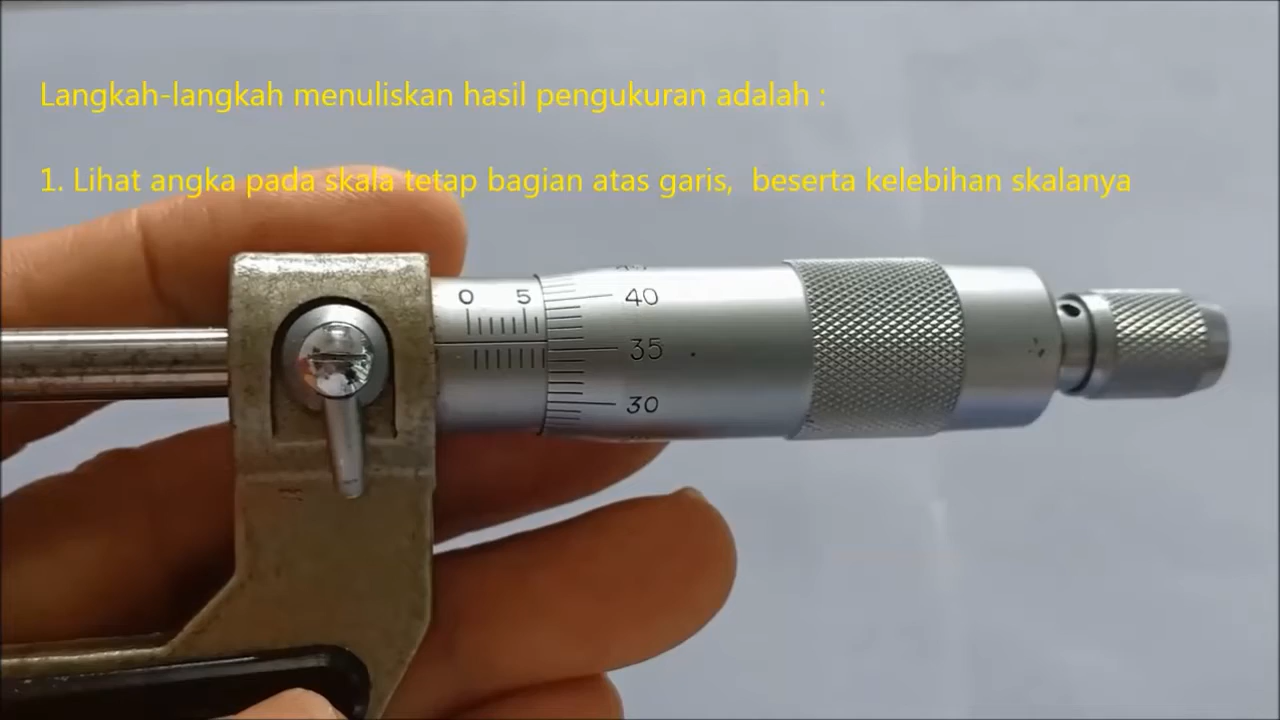 Langkah-langkah menuliskan hasil pengukuran adalah :
1. Lihat angka pada skala tetap bagian atas garis, beserta kelebihan skalanya
0 5
40
35
30